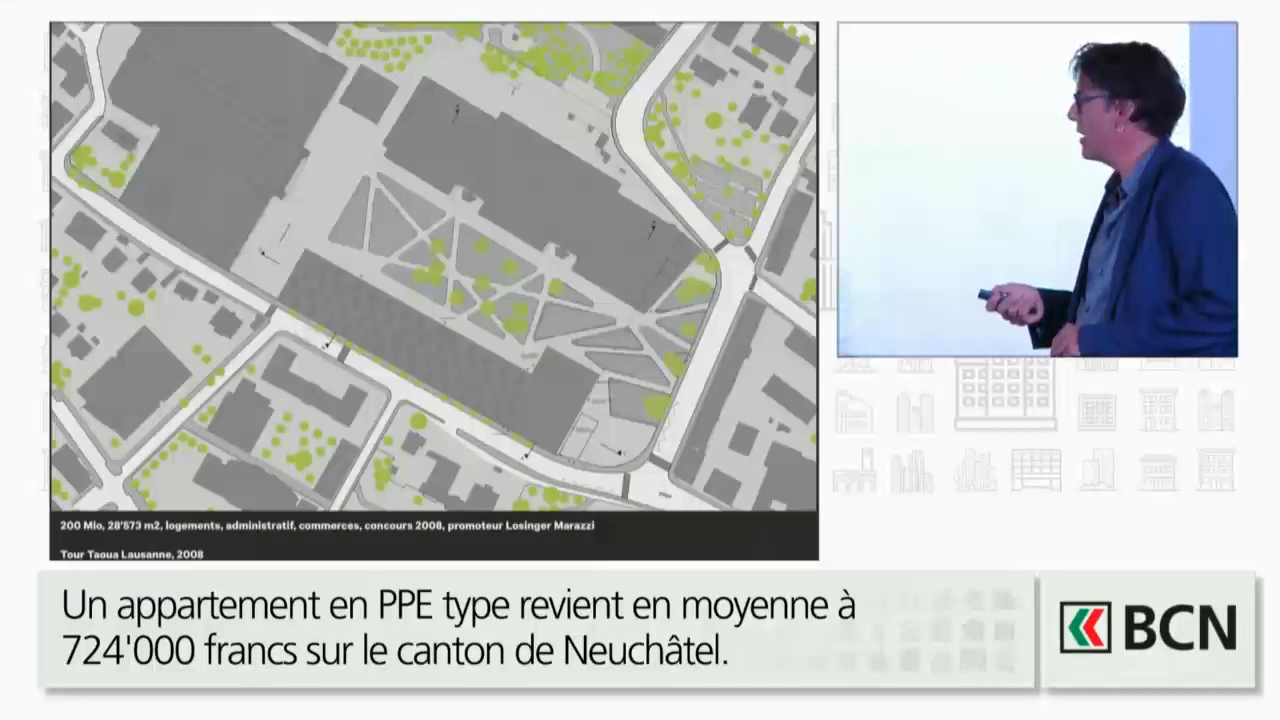 200 Mio, 28'573 m2, logements, administratif, commerces, concours 2008, promoteur Losinger Marazzi
Tour Taoua Lausanne, 2008
Un appartement en PPE type revient en moyenne à
724'000 francs sur le canton de Neuchâtel.
BCN